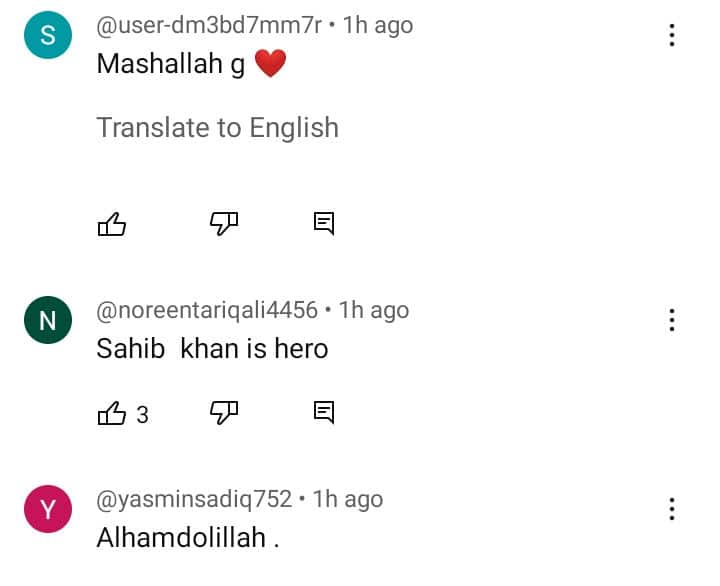 S
@user-dm3bd7mm7r • 1h ago
Mashallah g ❤️
Translate to English
N
@noreentariqali4456 • 1h ago
Sahib  khan is hero
3
Y
@yasminsadiq752 • 1h ago
Alhamdolillah .